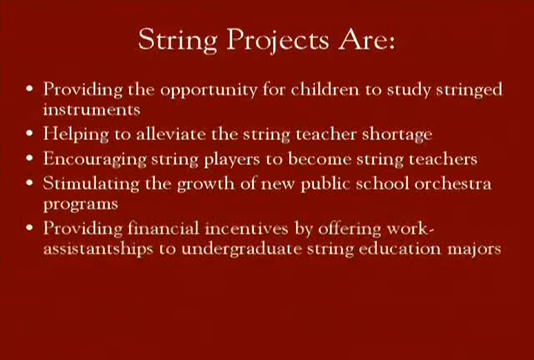 String Projects Are:
• Providing the opportunity for children to study stringed
instruments
• Helping to alleviate the string teacher shortage
• Encouraging string players to become string teachers
• Stimulating the growth of new public school orchestra
programs
• Providing financial incentives by offering work-
assistantships to undergraduate string education majors